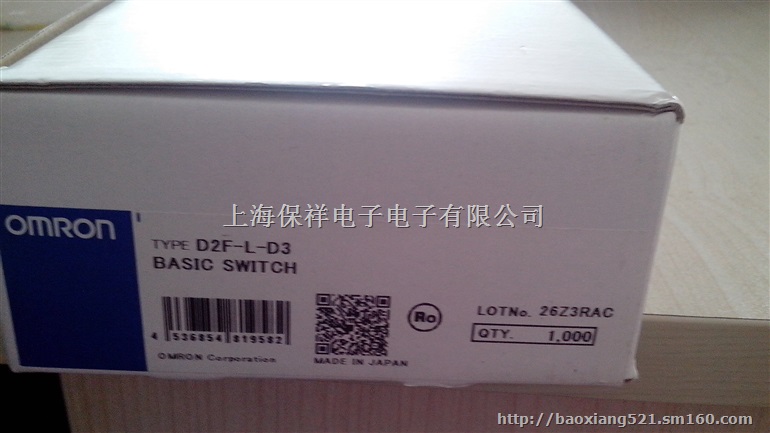 上海保祥电子电子有限公司
OMRON
TYPE D2F-L-D3
BASIC SWITCH
4 536854 819582
Ro
LOTNo. 26Z3RAC
QTY. 1,000
OMRON Corporation
MADE IN JAPAN
http://baoxiang521.sm160.com/